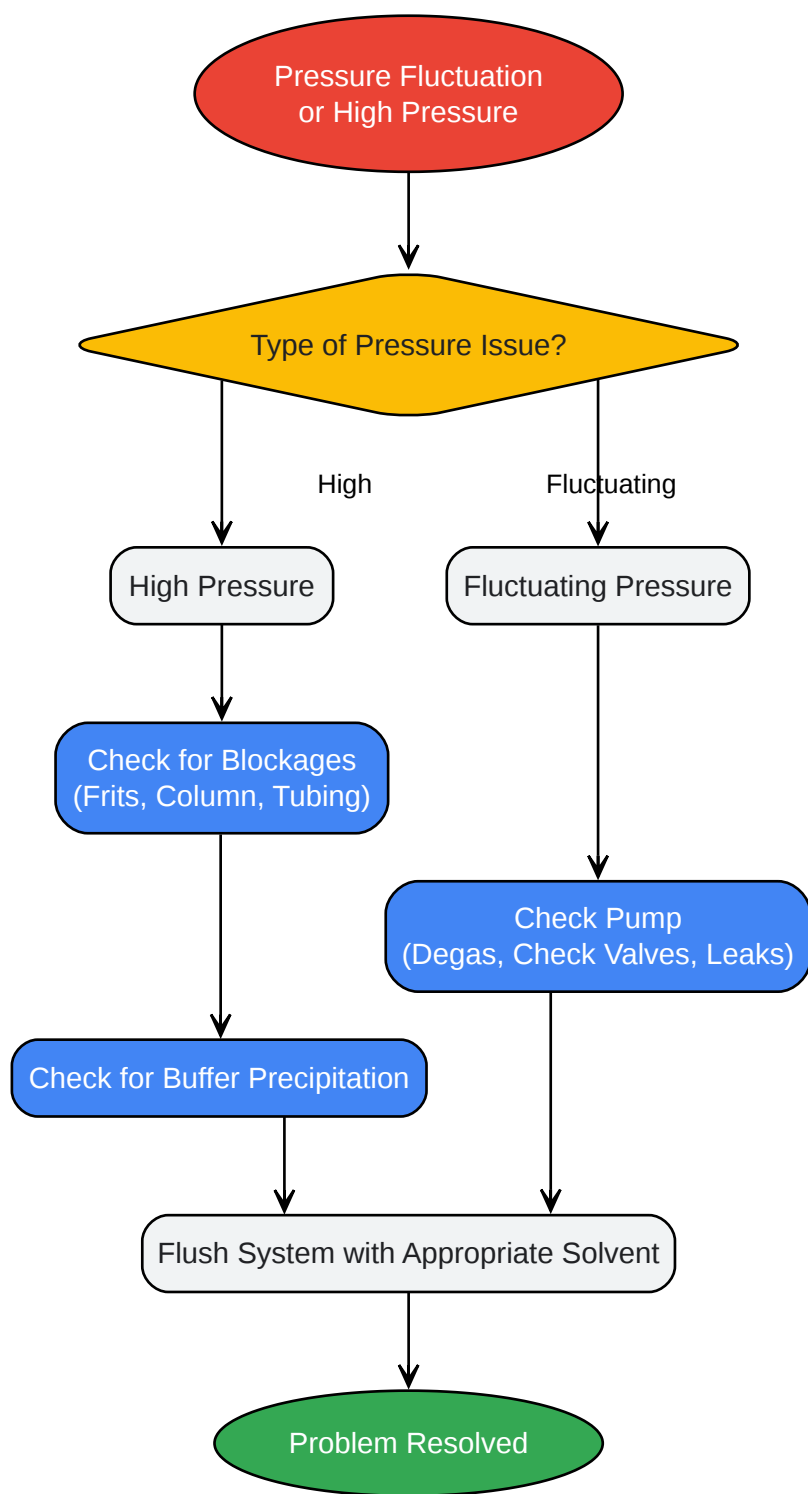 Pressure Fluctuation
or High Pressure
Type of Pressure Issue?
High
Fluctuating
High Pressure
Fluctuating Pressure
Check for Blockages
(Frits, Column, Tubing)
Check Pump
(Degas, Check Valves, Leaks)
Check for Buffer Precipitation
Flush System with Appropriate Solvent
Problem Resolved